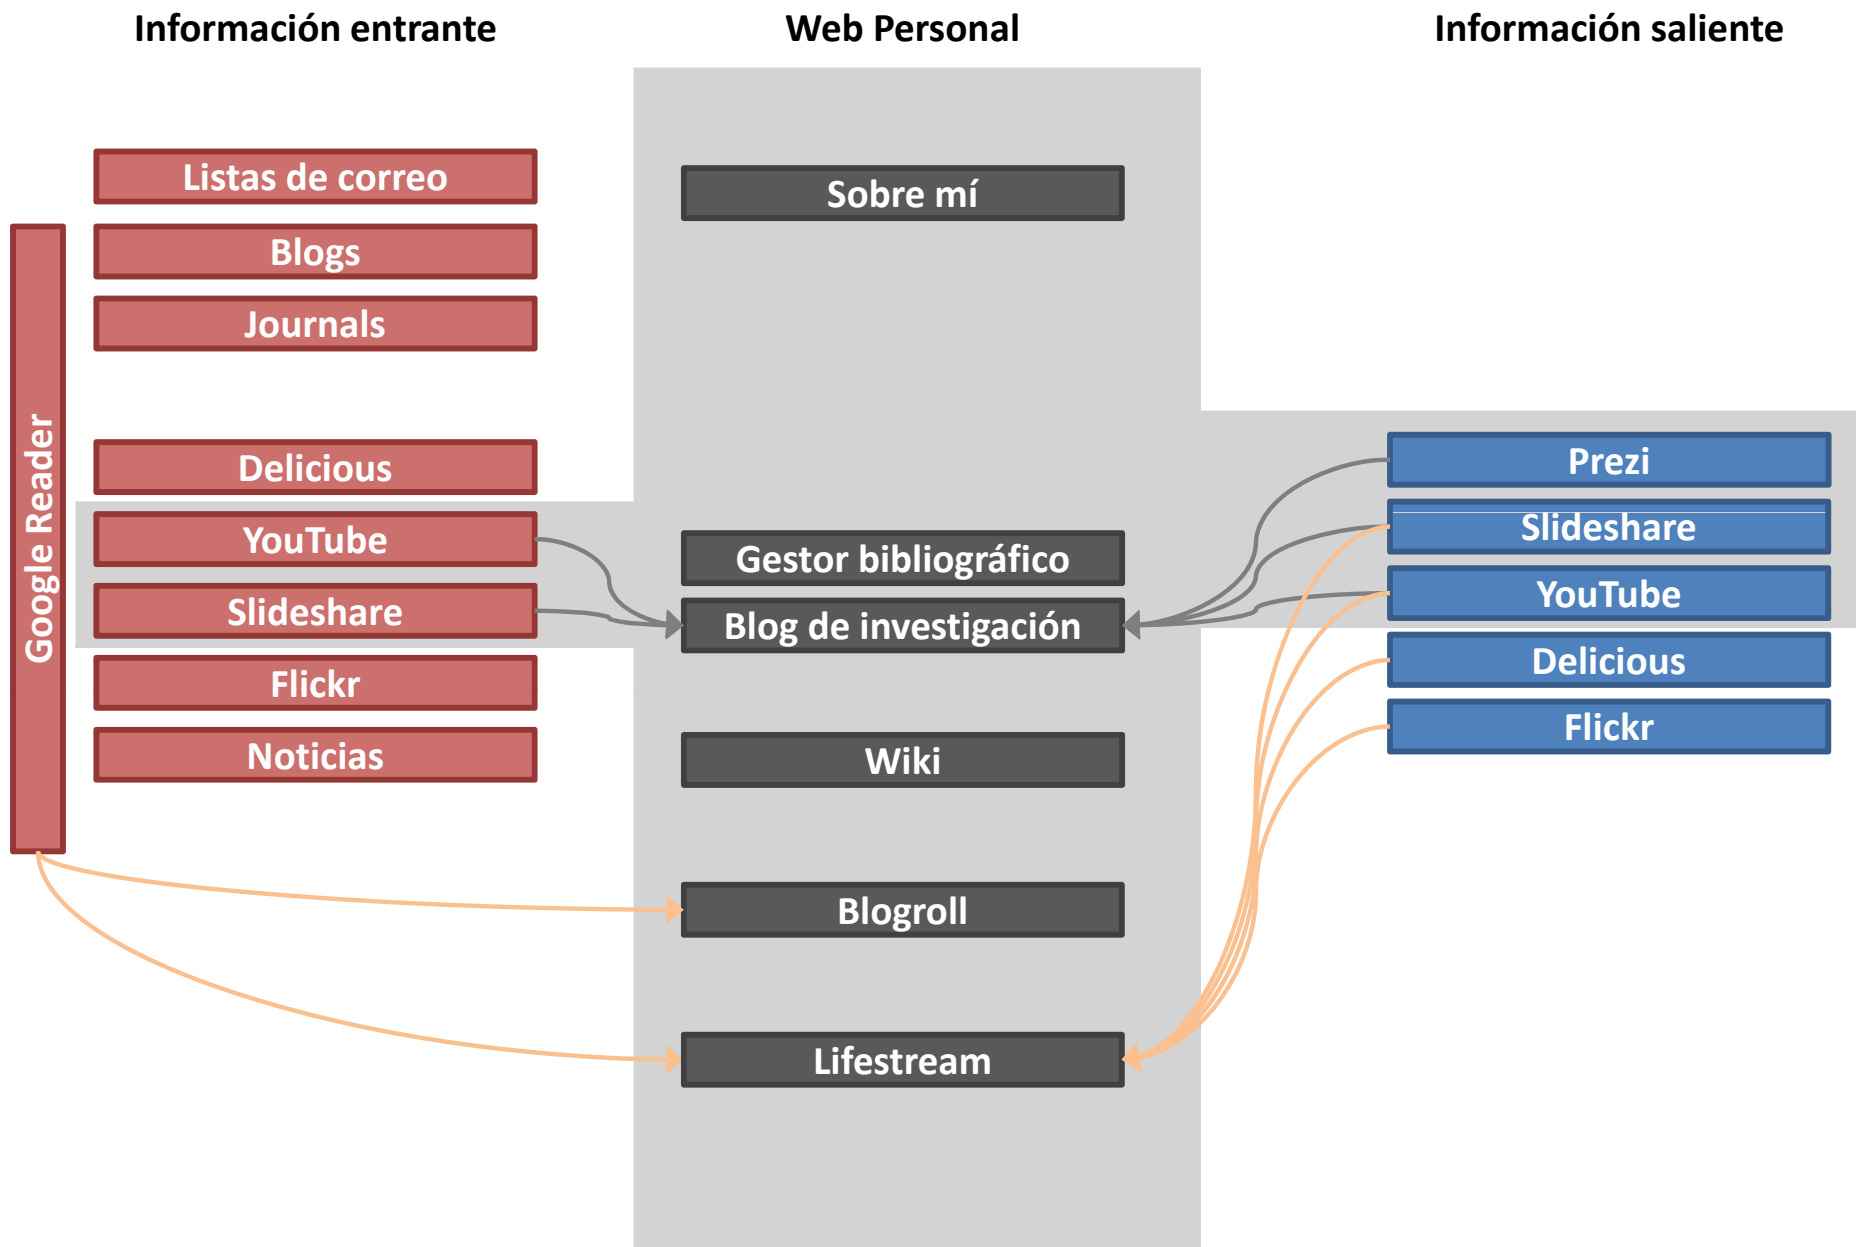 Información entrante
Web Personal
Información saliente
Google Reader
Listas de correo
Blogs
Journals
Delicious
YouTube
Slideshare
Flickr
Noticias
Sobre mí
Gestor bibliográfico
Blog de investigación
Wiki
Blogroll
Lifestream
Prezi
Slideshare
YouTube
Delicious
Flickr